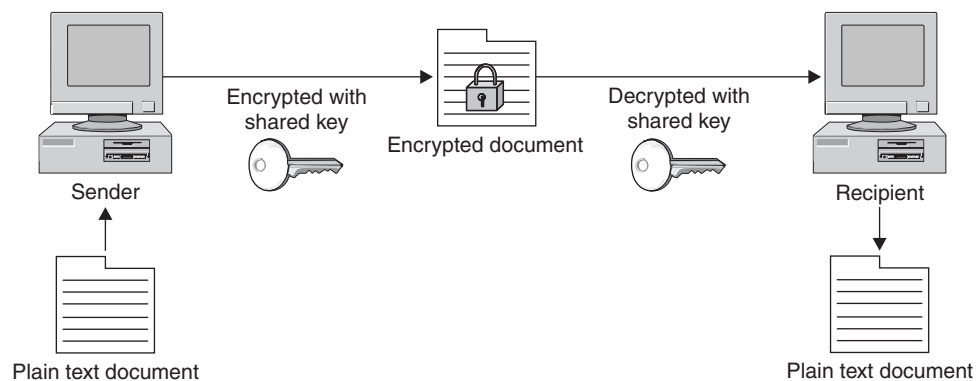 Encrypted with
shared key
Encrypted document
Decrypted with
shared key
Sender
Recipient
Plain text document
Plain text document